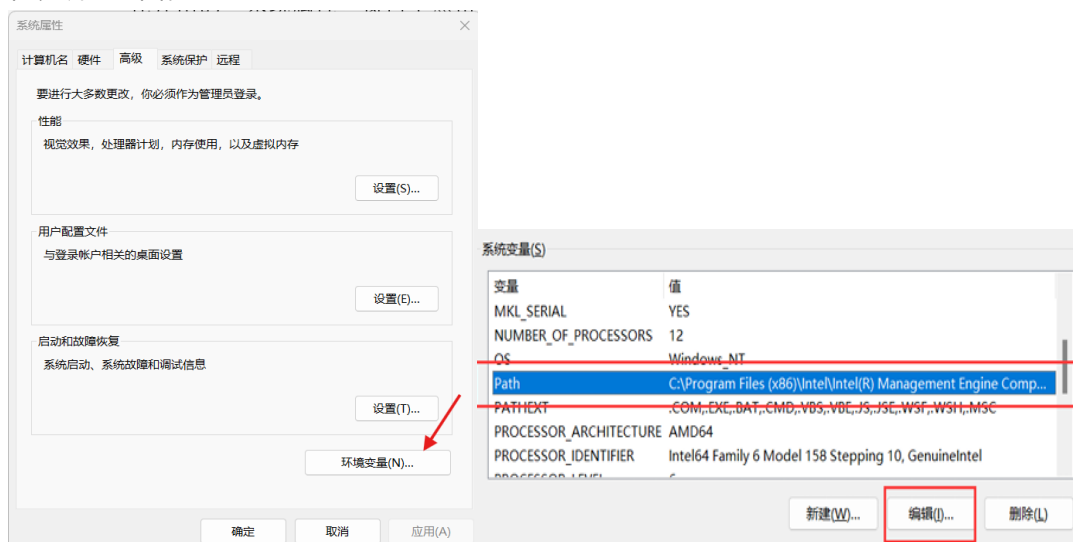 系统属性
计算机名 硬件 高级 系统保护 远程
要进行大多数更改，你必须作为管理员登录。
性能
视觉效果，处理器计划，内存使用，以及虚拟内存
设置(S)...
用户配置文件
与登录帐户相关的桌面设置
设置(E)...
启动和故障恢复
系统启动、系统故障和调试信息
设置(T)...
环境变量(N)...
确定 取消 应用(A)
系统变量(S)
变量 值
MKL_SERIAL YES
NUMBER_OF_PROCESSORS 12
OS Windows_NT
Path C:\Program Files (x86)\Intel\Intel(R) Management Engine Comp...
PATHEXT .COM;.EXE;.BAT;.CMD;.VBS;.VBE;.JS;.JSE;.WSF;.WSH;.MSC
PROCESSOR_ARCHITECTURE AMD64
PROCESSOR_IDENTIFIER Intel64 Family 6 Model 158 Stepping 10, GenuineIntel
新建(W)... 编辑(I)... 删除(L)